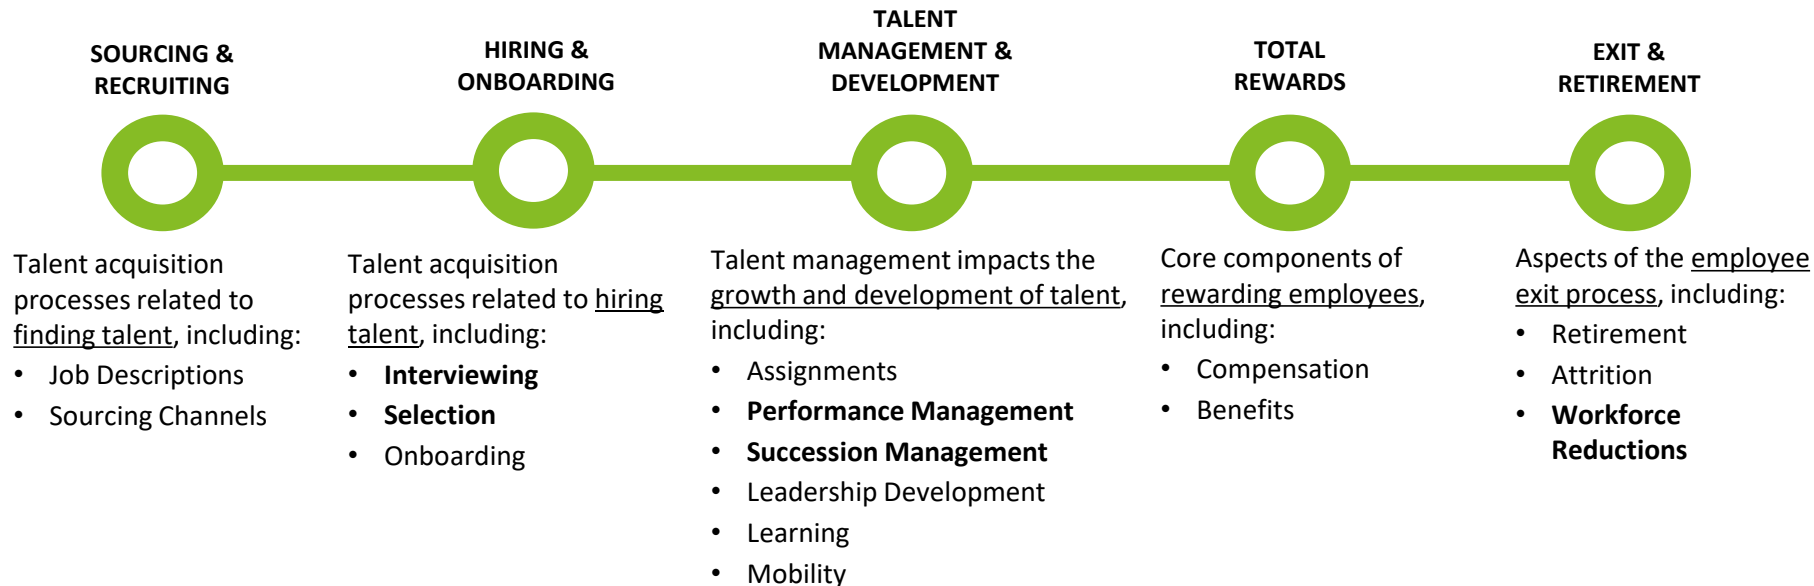 SOURCING &
RECRUITING
Talent acquisition
processes related to
finding talent, including:
• Job Descriptions
• Sourcing Channels
HIRING &
ONBOARDING
Talent acquisition
processes related to hiring
talent, including:
• Interviewing
• Selection
• Onboarding
TALENT
MANAGEMENT &
DEVELOPMENT
Talent management impacts the
growth and development of talent,
including:
• Assignments
• Performance Management
• Succession Management
• Leadership Development
• Learning
• Mobility
TOTAL
REWARDS
Core components of
rewarding employees,
including:
• Compensation
• Benefits
EXIT &
RETIREMENT
Aspects of the employee
exit process, including:
• Retirement
• Attrition
• Workforce
Reductions